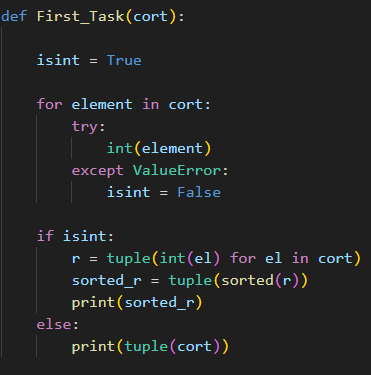 def First_Task(cort):
isint = True
for element in cort:
try:
int(element)
except ValueError:
isint = False
if isint:
r = tuple(int(el) for el in cort)
sorted_r = tuple(sorted(r))
print(sorted_r)
else:
print(tuple(cort))